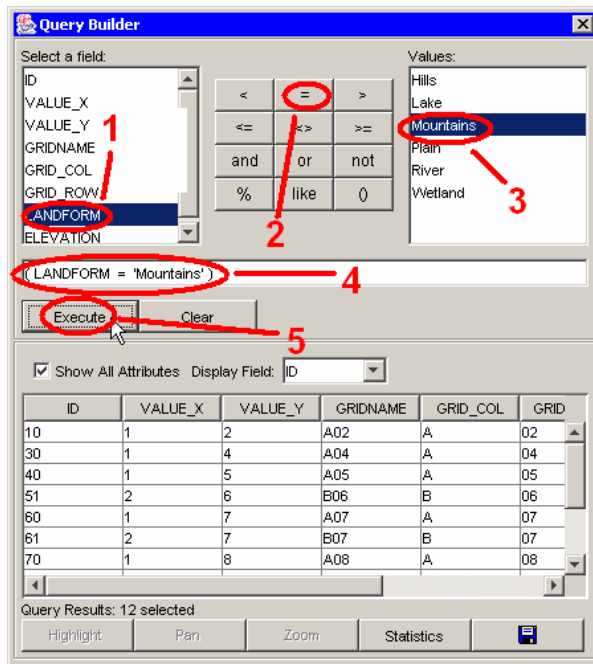 Query Builder
Select a field:
Values:
ID
VALUE_X
VALUE_Y
GRIDNAME
GRID_COL
GRID_ROW
LANDFORM
ELEVATION
1
< = >
<= <> >=
and or not
% like ()
2
Hills
Lake
Mountains
Plain
River
Wetland
3
( LANDFORM = 'Mountains' )
4
Execute Clear
5
Show All Attributes Display Field: ID
ID VALUE_X VALUE_Y GRIDNAME GRID_COL GRID
10 1 2 A02 A 02
30 1 4 A04 A 04
40 1 5 A05 A 05
51 2 6 B06 B 06
60 1 7 A07 A 07
61 2 7 B07 B 07
70 1 8 A08 A 08
Query Results: 12 selected
Highlight Pan Zoom Statistics